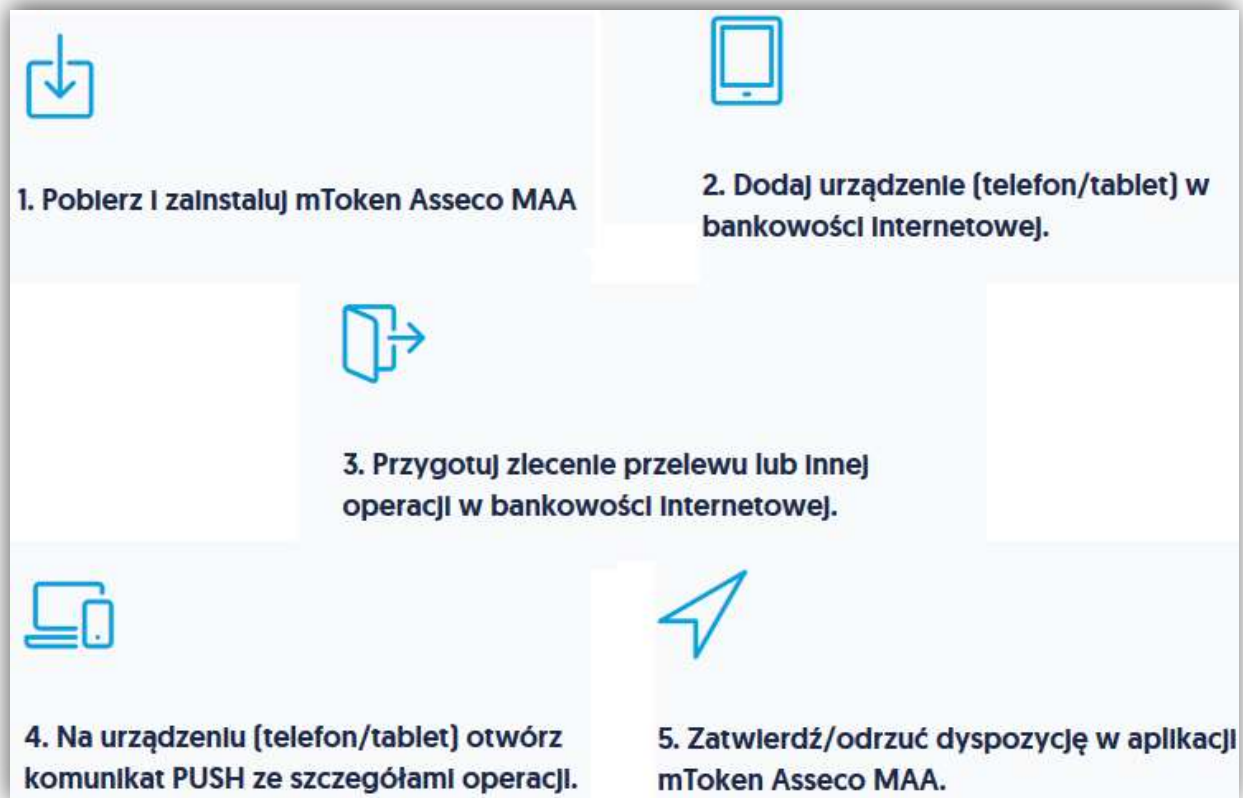 1. Pobierz i zainstaluj mToken Asseco MAA
2. Dodaj urządzenie (telefon/tablet) w
bankowości internetowej.
3. Przygotuj zlecenie przelewu lub innej
operacji w bankowości internetowej.
4. Na urządzeniu (telefon/tablet) otwórz
komunikat PUSH ze szczegółami operacji.
5. Zatwierdź/odrzuć dyspozycję w aplikacji
mToken Asseco MAA.